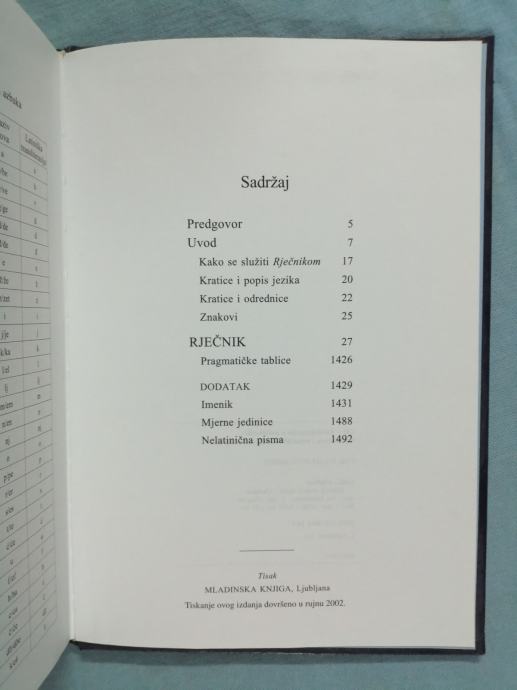 azbuka
Sadržaj
Predgovor 5
Uvod 7
Kako se služiti Rječnikom 17
Kratice i popis jezika 20
Kratice i odrednice 22
Znakovi 25
RJEČNIK 27
Pragmatičke tablice 1426
DODATAK 1429
Imenik 1431
Mjerne jedinice 1488
Nelatinična pisma 1492
Tisak
MLADINSKA KNJIGA, Ljubljana
Tiskanje ovog izdanja dovršeno u rujnu 2002.